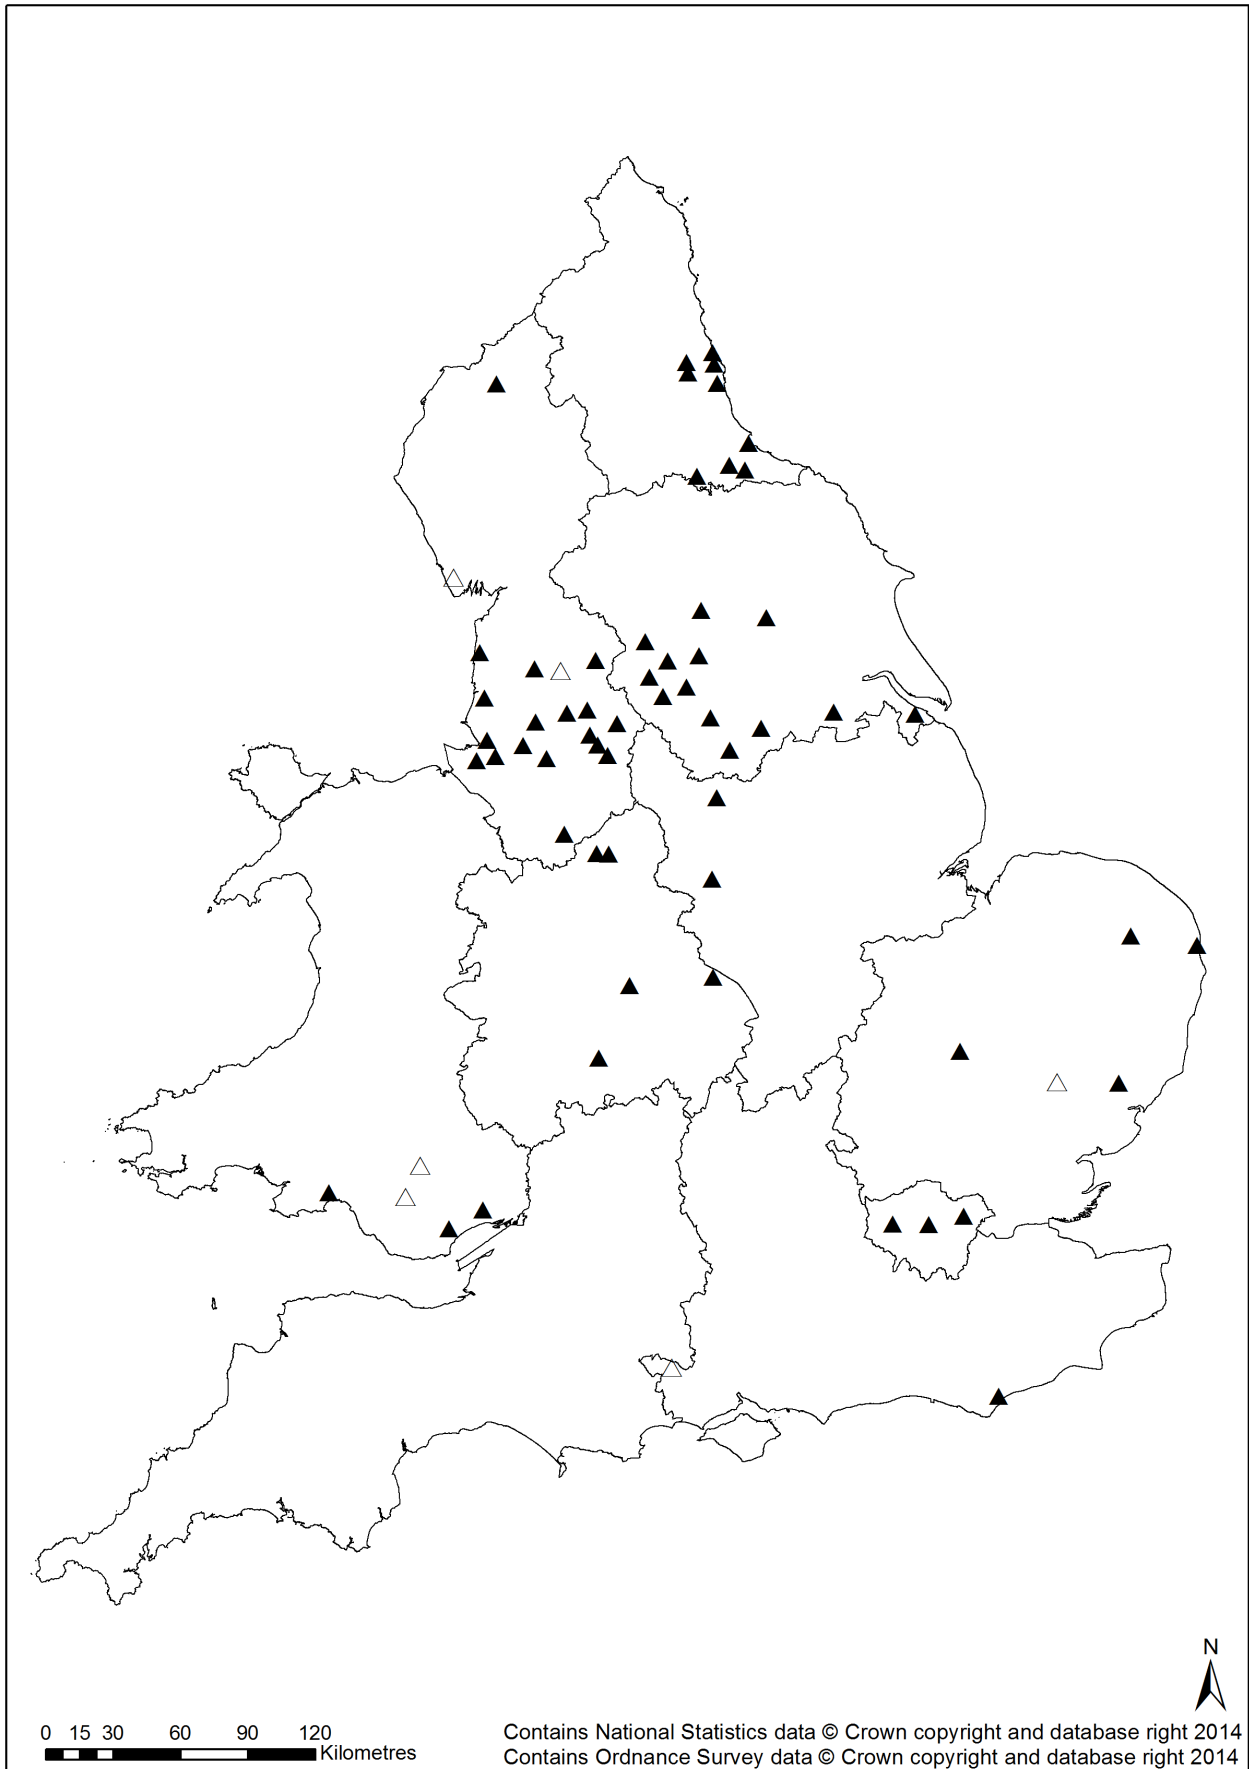 N
0 15 30 60 90 120
Kilometres
Contains National Statistics data © Crown copyright and database right 2014
Contains Ordnance Survey data © Crown copyright and database right 2014